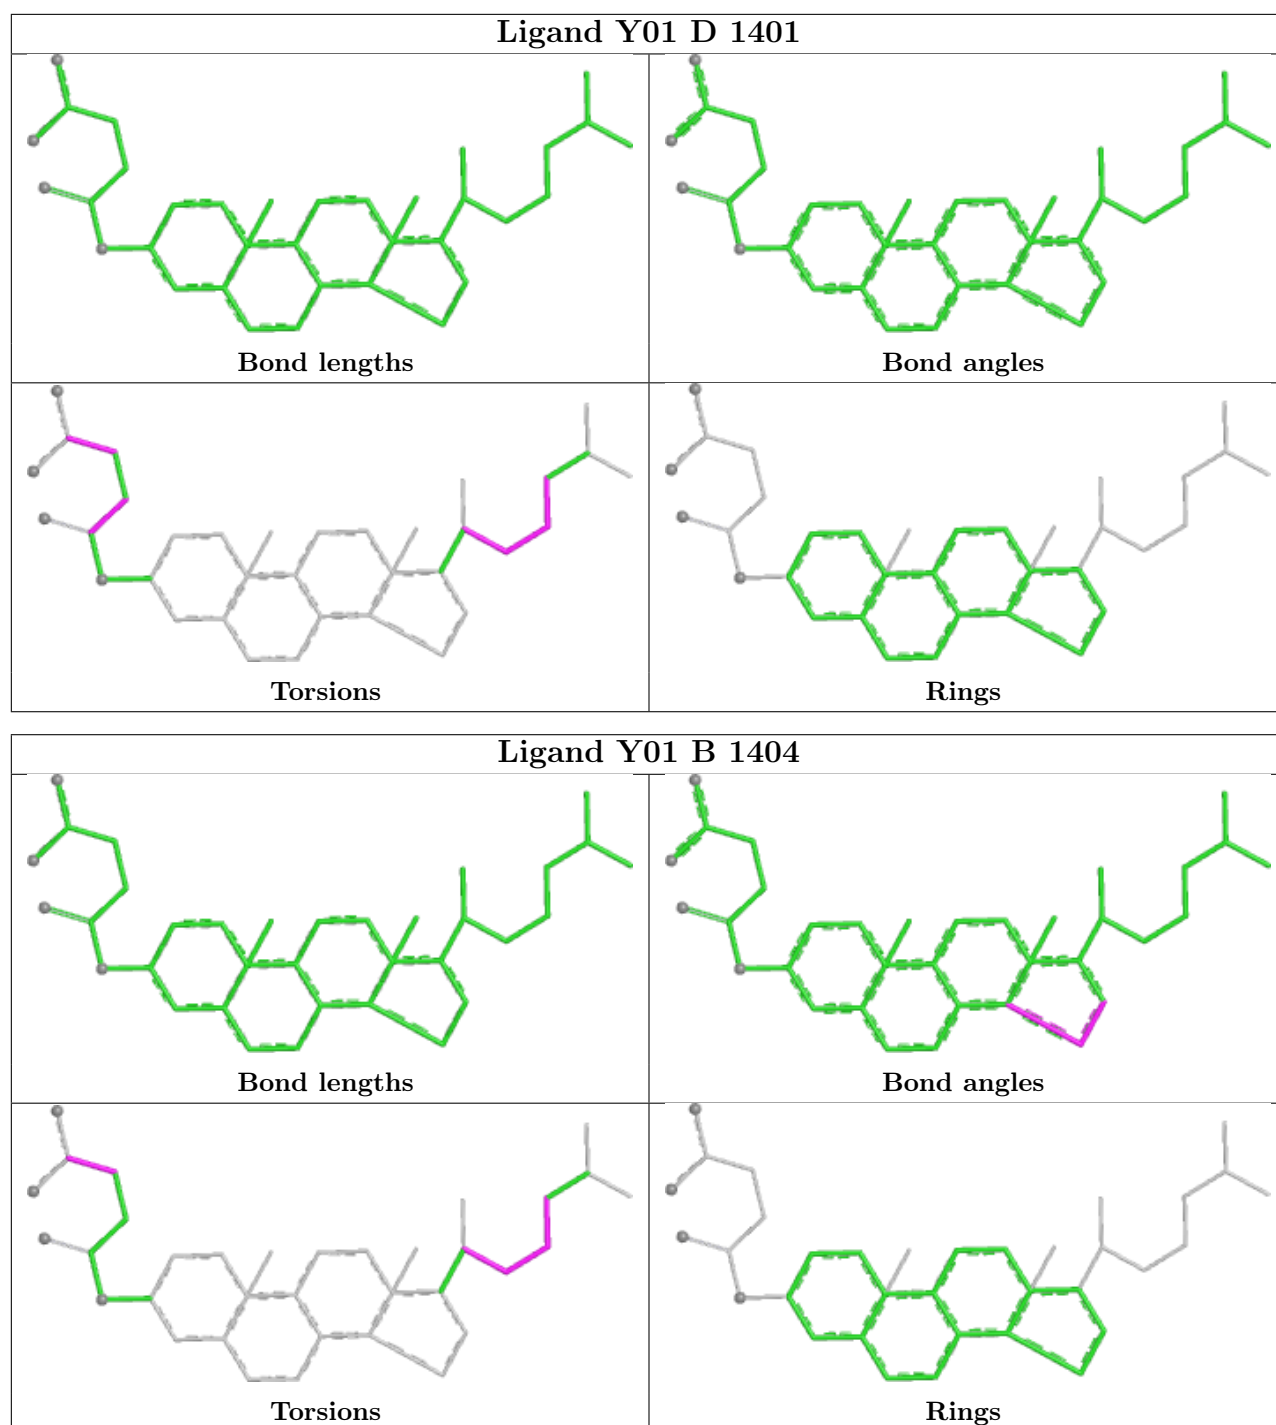 Ligand Y01 D 1401
Bond lengths
Bond angles
Torsions
Rings
Ligand Y01 B 1404
Bond lengths
Bond angles
Torsions
Rings